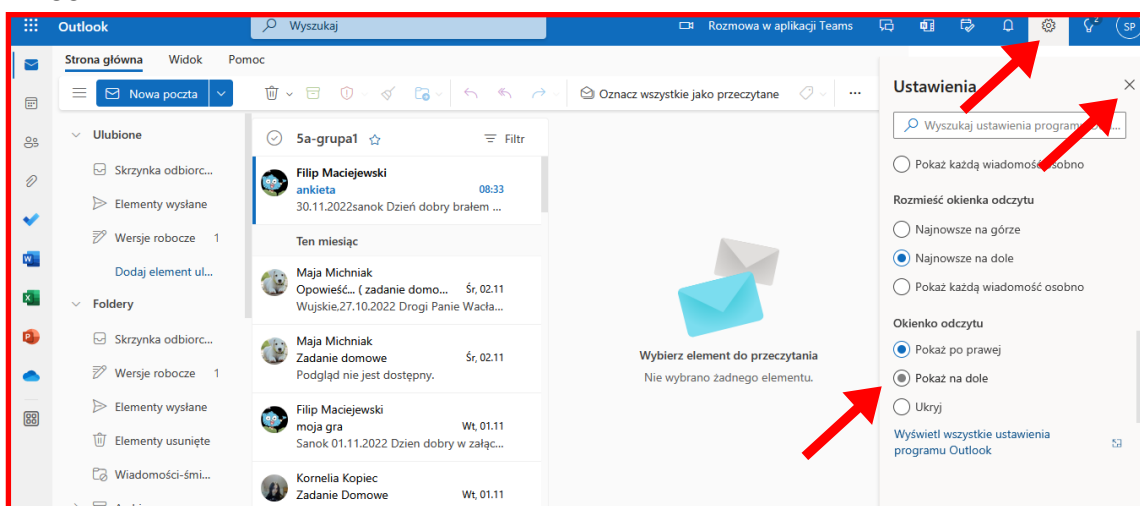 Outlook
Wyszukaj
Rozmowa w aplikacji Teams
2
SP
Strona główna Widok Pomoc
Nowa poczta
Oznacz wszystkie jako przeczytane
Ulubione
Skrzynka odbiorc...
Elementy wysłane
Wersje robocze 1
Dodaj element ul...
Foldery
Skrzynka odbiorc...
Wersje robocze 1
Elementy wysłane
Elementy usunięte
Wiadomości-śmi...
5a-grupa1
Filtr
Filip Maciejewski
ankieta 08:33
30.11.2022sanok Dzień dobry brałem ...
Ten miesiąc
Maja Michniak
Opowieść... ( zadanie domo... Śr, 02.11
Wujskie,27.10.2022 Drogi Panie Wacła...
Maja Michniak
Zadanie domowe Śr, 02.11
Podgląd nie jest dostępny.
Filip Maciejewski
moja gra Wt, 01.11
Sanok 01.11.2022 Dzien dobry w załąc...
Kornelia Kopiec
Zadanie Domowe Wt, 01.11
Wybierz element do przeczytania
Nie wybrano żadnego elementu.
Ustawienia
Wyszukaj ustawienia
Pokaż każdą wiadomość osobno
Rozmieść okienka odczytu
Najnowsze na górze
Najnowsze na dole
Pokaż każdą wiadomość osobno
Okienko odczytu
Pokaż po prawej
Pokaż na dole
Ukryj
Wyświetl wszystkie ustawienia
programu Outlook